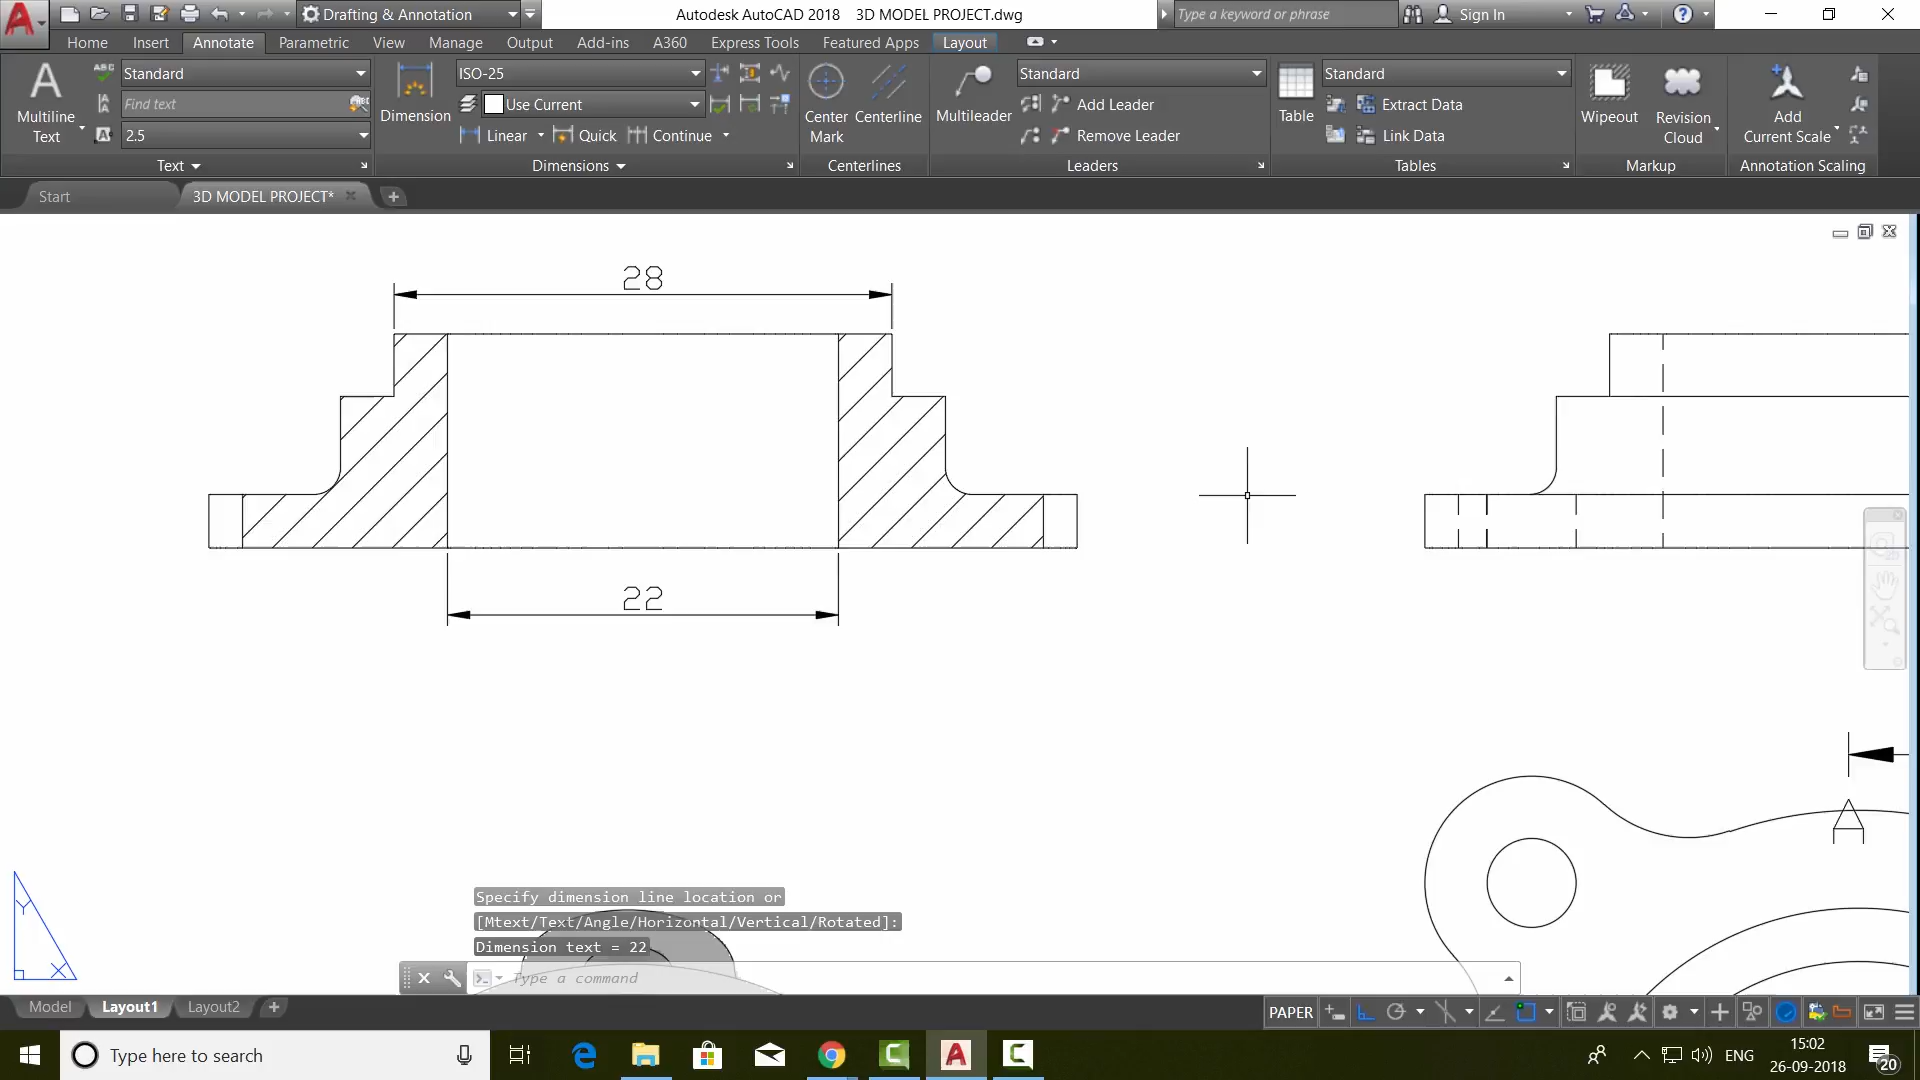 Drafting & Annotation
Autodesk AutoCAD 2018 3D MODEL PROJECT.dwg
Type a keyword or phrase
Sign In
Home Insert Annotate Parametric View Manage Output Add-ins A360 Express Tools Featured Apps Layout
Multiline Text
Standard
Find text
2.5
Text
Dimension
ISO-25
Use Current
Linear Quick Continue
Dimensions
Center Mark
Centerline
Centerlines
Multileader
Standard
Add Leader
Remove Leader
Leaders
Table
Standard
Extract Data
Link Data
Tables
Wipeout
Revision Cloud
Markup
Add Current Scale
Annotation Scaling
Start
3D MODEL PROJECT*
28
22
A
Y
X
Specify dimension line location or
[Mtext/Text/Angle/Horizontal/Vertical/Rotated]:
Dimension text = 22
Type a command
Model Layout1 Layout2
PAPER
Type here to search
ENG
15:02
26-09-2018
20